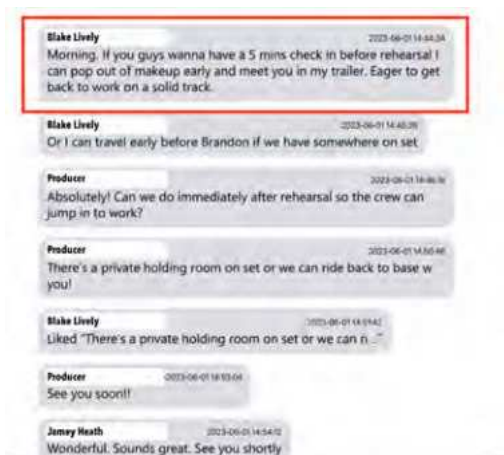 Blake Lively
Morning. If you guys wanna have a 5 mins check in before rehearsal I
can pop out of makeup early and meet you in my trailer. Eager to get
back to work on a solid track.
Blake Lively
Or I can travel early before Brandon if we have somewhere on set
Producer
Absolutely! Can we do immediately after rehearsal so the crew can
jump in to work?
Producer
There's a private holding room on set or we can ride back to base w
you!
Blake Lively
Liked "There's a private holding room on set or we can ri..."
Producer
See you soon!!
Jamey Heath
Wonderful. Sounds great. See you shortly